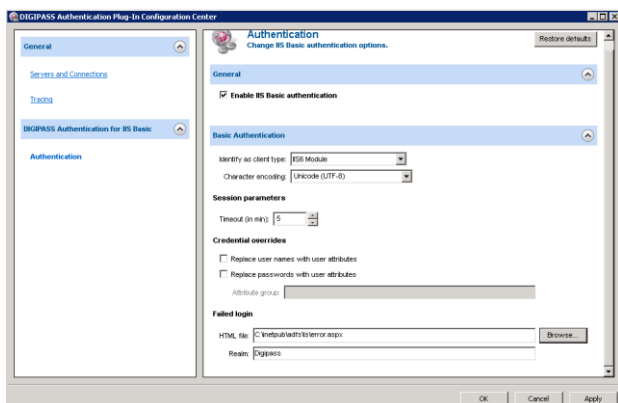 DIGIPASS Authentication Plug-In Configuration Center
General
Servers and Connections
Tracing
DIGIPASS Authentication for IIS Basic
Authentication
Authentication
Change IIS Basic authentication options.
Restore defaults
General
Enable IIS Basic authentication
Basic Authentication
Identify as client type: IIS6 Module
Character encoding: Unicode (UTF-8)
Session parameters
Timeout (in min): 5
Credential overrides
Replace user names with user attributes
Replace passwords with user attributes
Attribute group:
Failed login
HTML file: C:\inetpub\adfs\ls\error.aspx Browse...
Realm: Digipass
OK Cancel Apply